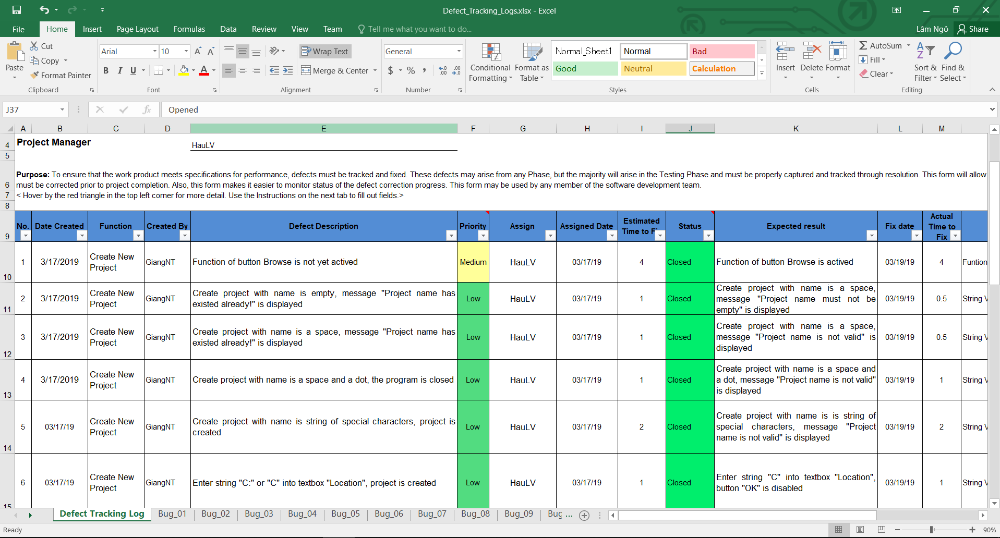 Defect_Tracking_Logs.xlsx - Excel
File Home Insert Page Layout Formulas Data Review View Team Tell me what you want to do... Lâm Ngô Share
Paste
Cut
Copy
Format Painter
Clipboard
Arial 10
B I U
Font
Wrap Text
Merge & Center
Alignment
General
$ % ,
Number
Conditional Formatting
Format as Table
Normal_Sheet1 Normal Bad
Good Neutral Calculation
Styles
Insert Delete Format
Cells
AutoSum
Fill
Clear
Sort & Filter
Find & Select
Editing
J37 fx Opened
A B C D E F G H I J K L M
4 Project Manager HauLV
5
Purpose: To ensure that the work product meets specifications for performance, defects must be tracked and fixed. These defects may arise from any Phase, but the majority will arise in the Testing Phase and must be properly captured and tracked through resolution. This form will allow
6 must be corrected prior to project completion. Also, this form makes it easier to monitor status of the defect correction progress. This form may be used by any member of the software development team.
7 < Hover by the red triangle in the top left corner for more detail. Use the Instructions on the next tab to fill out fields.>
8
9 No. Date Created Function Created By Defect Description Priority Assign Assigned Date Estimated Time to Status Expected result Fix date Actual Time to Fix
10 1 3/17/2019 Create New Project GiangNT Function of button Browse is not yet actived Medium HauLV 03/17/19 4 Closed Function of button Browse is actived 03/19/19 4 Funtion
11 2 3/17/2019 Create New Project GiangNT Create project with name is empty, message "Project name has existed already!" is displayed Low HauLV 03/17/19 1 Closed Create project with name is a space, message "Project name must not be empty" is displayed 03/19/19 0.5 String V
12 3 3/17/2019 Create New Project GiangNT Create project with name is a space, message "Project name has existed already!" is displayed Low HauLV 03/17/19 1 Closed Create project with name is a space, message "Project name is not valid" is displayed 03/19/19 0.5 String V
13 4 3/17/2019 Create New Project GiangNT Create project with name is a space and a dot, the program is closed Low HauLV 03/17/19 1 Closed Create project with name is a space and a dot, message "Project name is not valid" is displayed 03/19/19 1 String V
14 5 03/17/19 Create New Project GiangNT Create project with name is string of special characters, project is created Low HauLV 03/17/19 2 Closed Create project with name is is string of special characters, message "Project name is not valid" is displayed 03/19/19 2 String V
15 6 03/17/19 Create New Project GiangNT Enter string "C:" or "C" into textbox "Location", project is created Low HauLV 03/17/19 1 Closed Enter string "C" into textbox "Location", button "OK" is disabled 03/19/19 1 String V
Defect Tracking Log Bug_01 Bug_02 Bug_03 Bug_04 Bug_05 Bug_06 Bug_07 Bug_08 Bug_09 Bug ...
Ready 90%